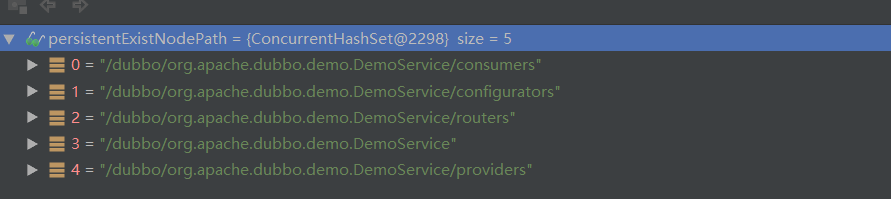 persistentExistNodePath = {ConcurrentHashSet@2298} size = 5
0 = "/dubbo/org.apache.dubbo.demo.DemoService/consumers"
1 = "/dubbo/org.apache.dubbo.demo.DemoService/configurators"
2 = "/dubbo/org.apache.dubbo.demo.DemoService/routers"
3 = "/dubbo/org.apache.dubbo.demo.DemoService"
4 = "/dubbo/org.apache.dubbo.demo.DemoService/providers"